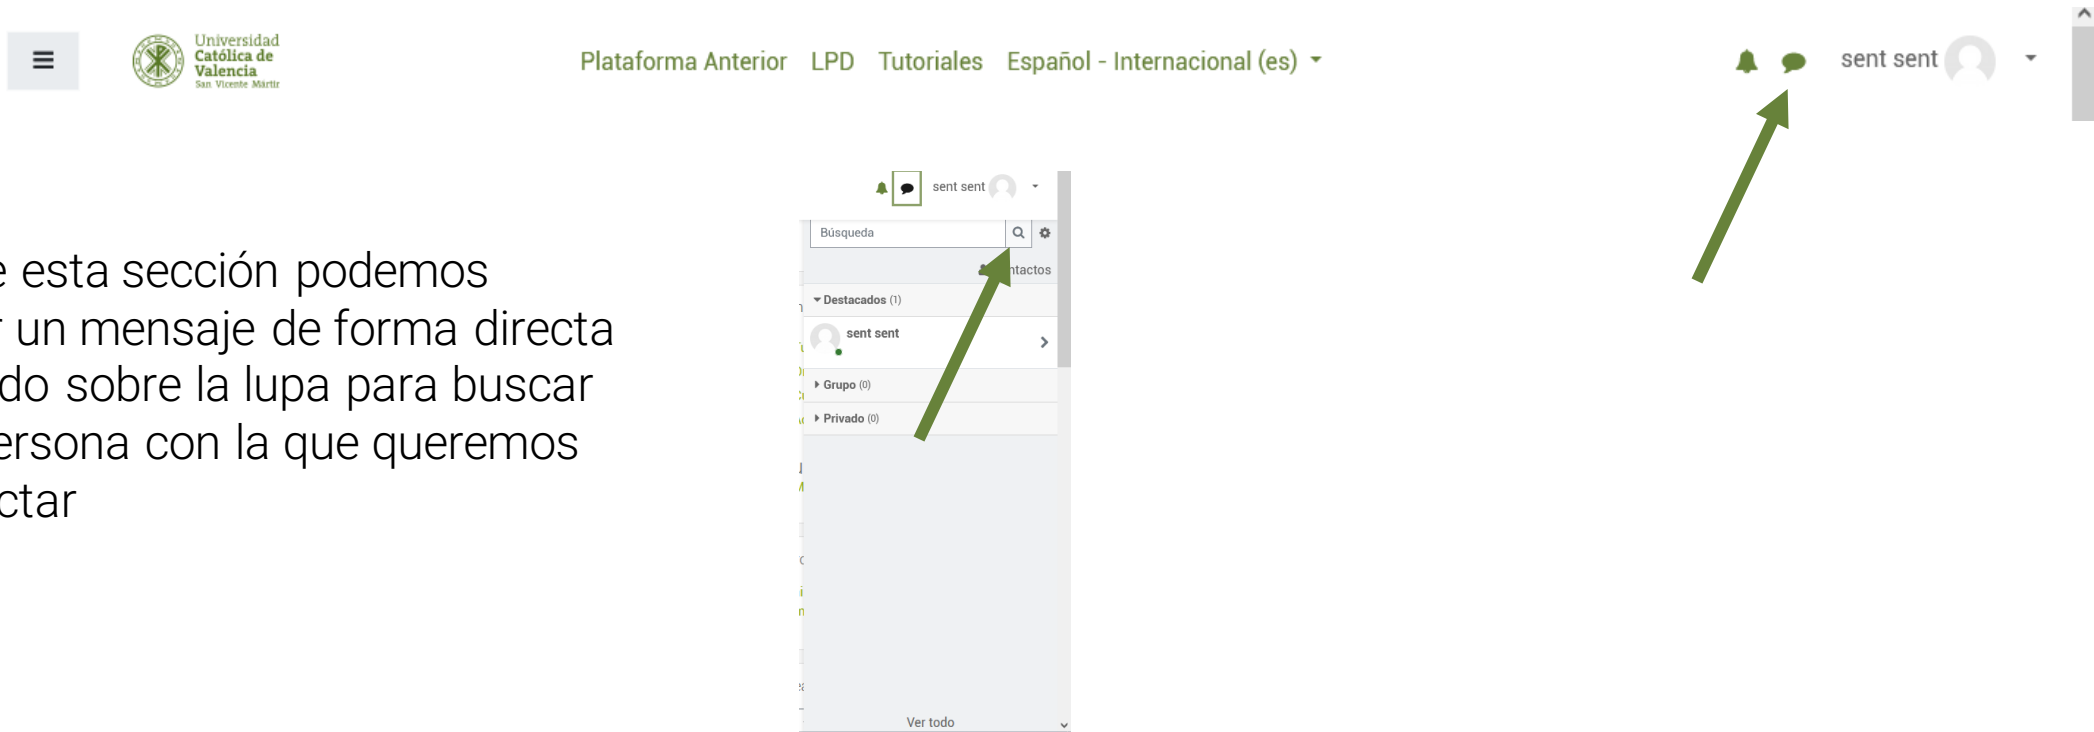 Universidad
Católica de
Valencia
San Vicente Mártir
Plataforma Anterior LPD Tutoriales Español - Internacional (es)
sent sent
esta sección podemos
un mensaje de forma directa
do sobre la lupa para buscar
ersona con la que queremos
ctar
sent sent
Búsqueda
ntactos
Destacados (1)
sent sent
Grupo (0)
Privado (0)
Ver todo